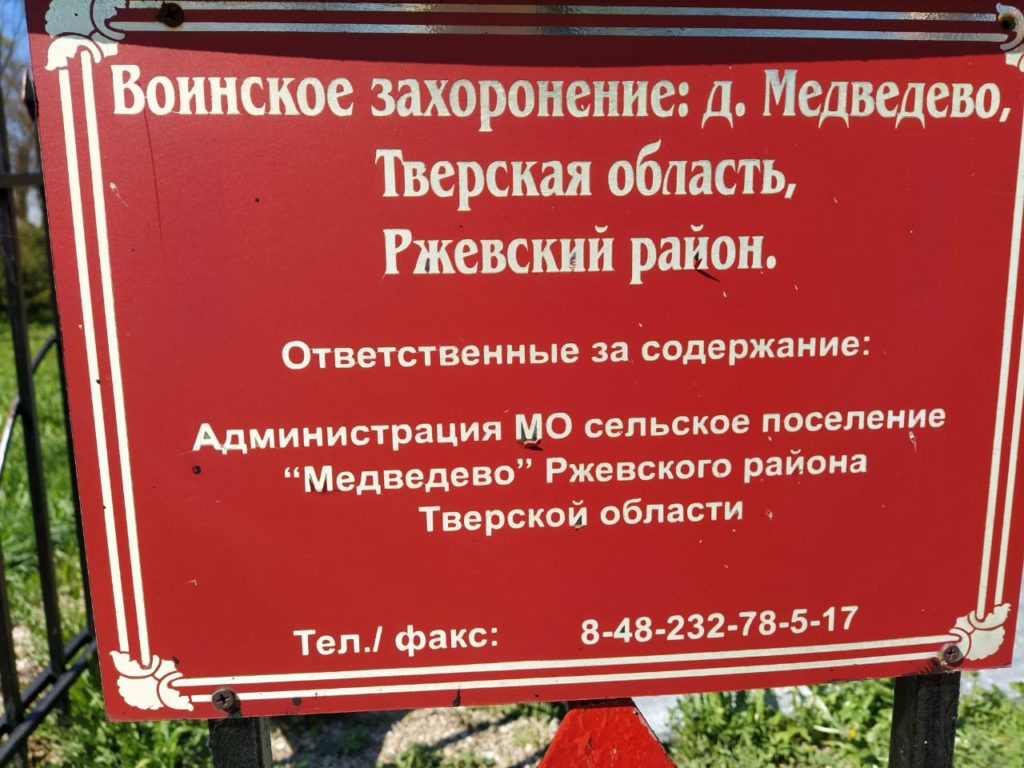 Воинское захоронение: д. Медведево,
Тверская область,
Ржевский район.
Ответственные за содержание:
Администрация МО сельское поселение
“Медведево” Ржевского района
Тверской области
Тел./ факс: 8-48-232-78-5-17